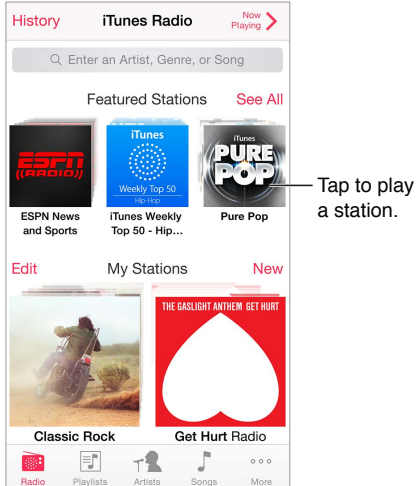 History
iTunes Radio
Now
Playing
Enter an Artist, Genre, or Song
Featured Stations
See All
ESPN
((RADIO))
iTunes
Weekly Top 50
Hip-Hop
iTunes
PURE
POP
ESPN News
and Sports
iTunes Weekly
Top 50 - Hip...
Pure Pop
Tap to play
a station.
Edit
My Stations
New
THE GASLIGHT ANTHEM GET HURT
Classic Rock
Get Hurt Radio
Radio
Playlists
Artists
Songs
More